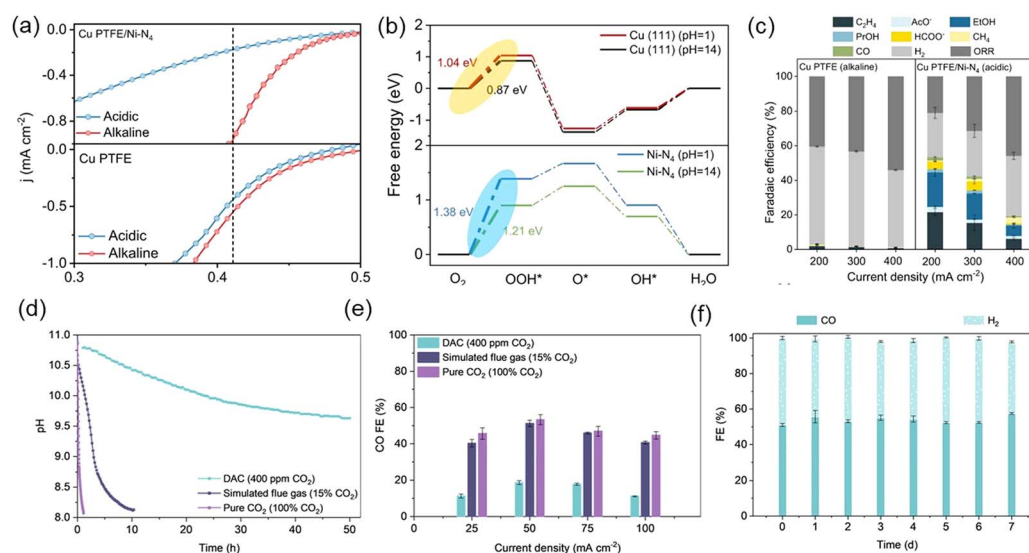 (a)
Cu PTFE/Ni-N₄
0.0
-0.4
-0.8
Acidic
Alkaline
Cu PTFE
0.0
-0.5
-1.0
Acidic
Alkaline
0.3 0.4 0.5
j (mA cm⁻²)
(b)
Cu (111) (pH=1)
Cu (111) (pH=14)
1.04 eV
0.87 eV
2
1
0
1
Ni-N₄ (pH=1)
Ni-N₄ (pH=14)
1.38 eV
1.21 eV
2
1
0
Free energy (eV)
O₂ OOH* O* OH* H₂O
(c)
C₂H₄ AcO⁻ EtOH
PrOH HCOO⁻ CH₄
CO H₂ ORR
Cu PTFE (alkaline) Cu PTFE/Ni-N₄ (acidic)
100
80
60
40
20
0
Faradaic efficiency (%)
200 300 400 200 300 400
Current density (mA cm⁻²)
(d)
11.0
10.5
10.0
9.5
9.0
8.5
8.0
pH
DAC (400 ppm CO₂)
Simulated flue gas (15% CO₂)
Pure CO₂ (100% CO₂)
0 10 20 30 40 50
Time (h)
(e)
DAC (400 ppm CO₂)
Simulated flue gas (15% CO₂)
Pure CO₂ (100% CO₂)
100
80
60
40
20
0
CO FE (%)
25 50 75 100
Current density (mA cm⁻²)
(f)
CO H₂
100
80
60
40
20
0
FE (%)
0 1 2 3 4 5 6 7
Time (d)